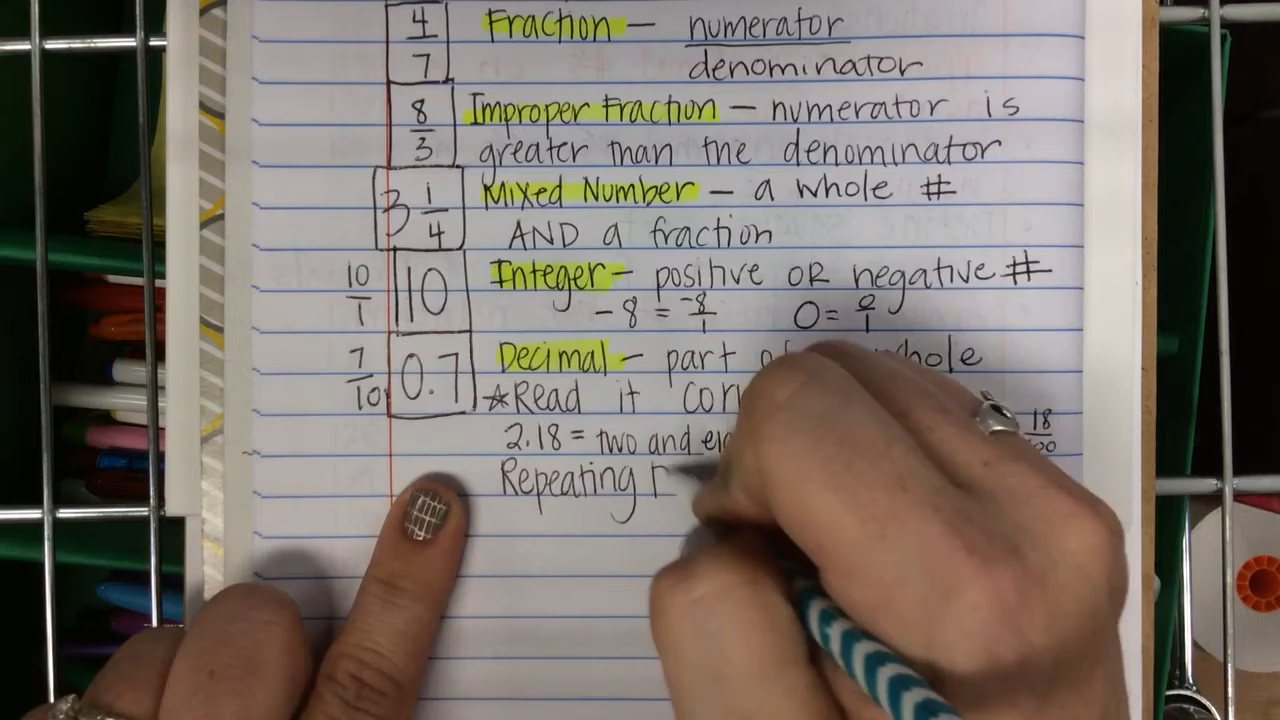 4/7 Fraction — numerator
denominator
8/3 Improper Fraction — numerator is
greater than the denominator
3 1/4 Mixed Number — a whole #
AND a fraction
10/1 10 Integer — positive OR negative #
-8 = -8/1 0 = 0/1
7/10 0.7 Decimal — part whole
☆Read it
2.18 = two and
Repeating